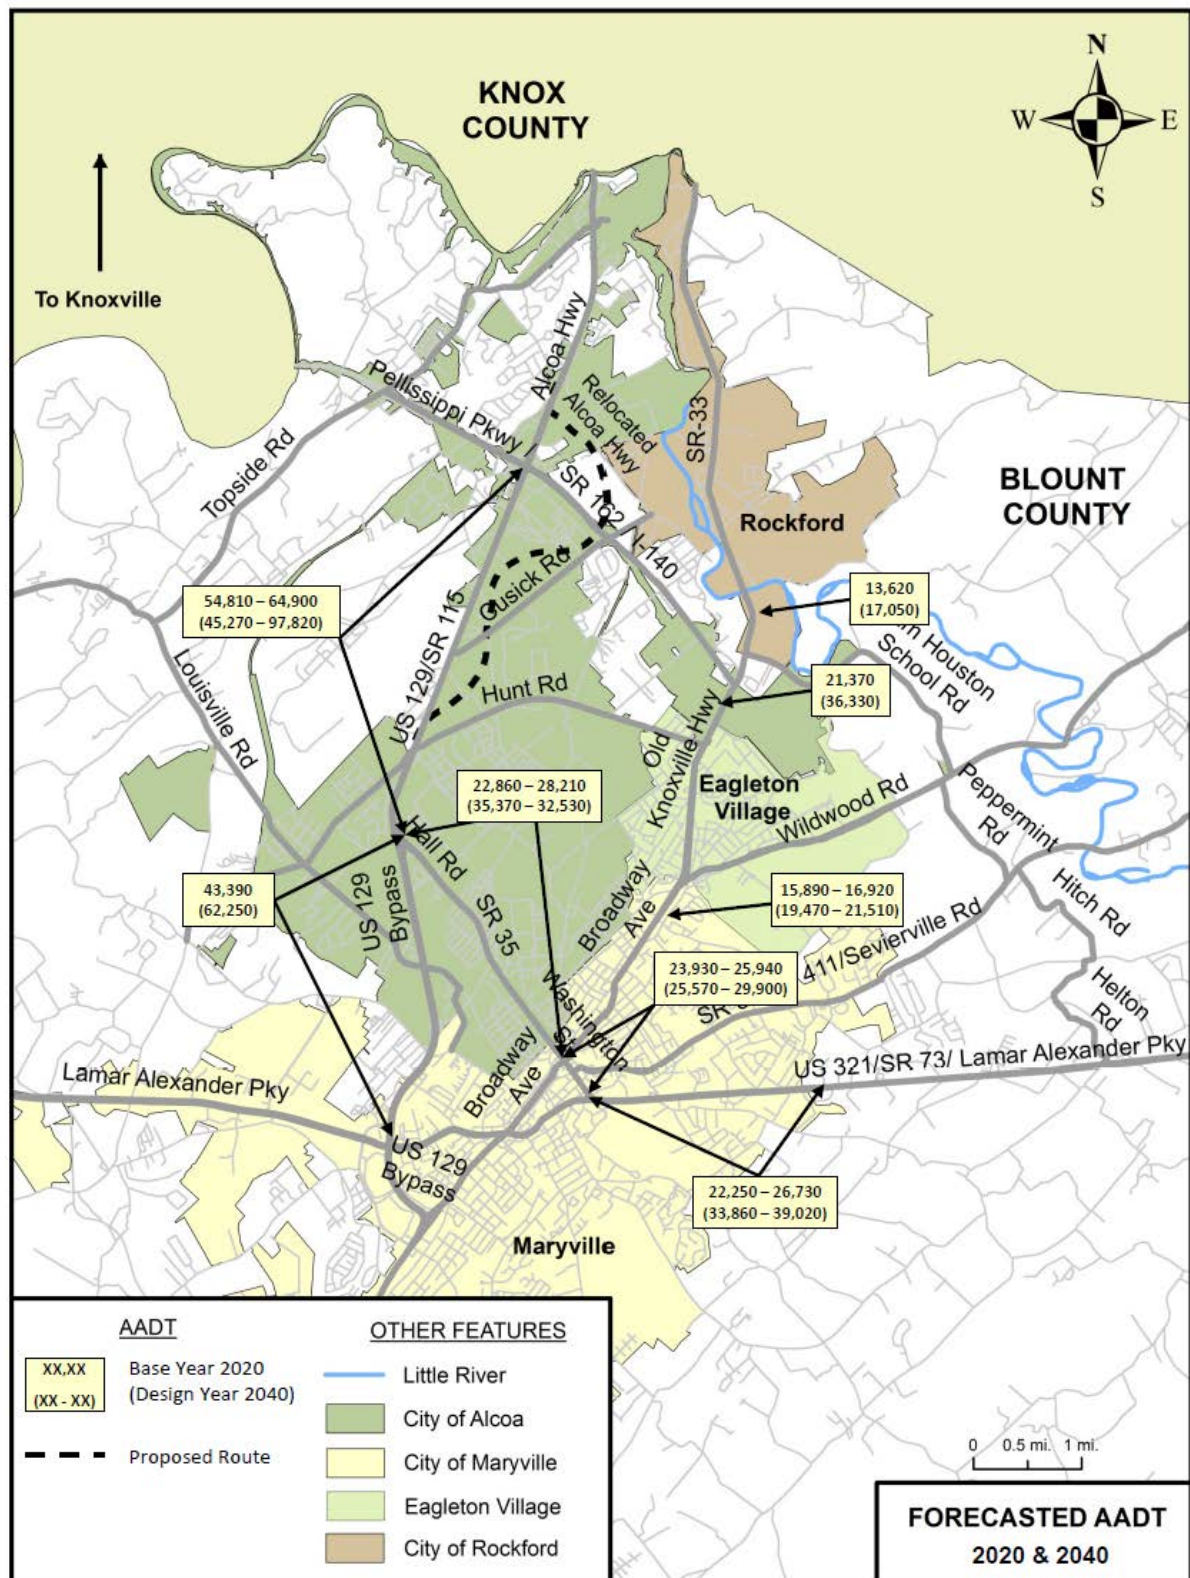 KNOX
COUNTY
N
W
E
S
To Knoxville
Alcoa Hwy
Relocated
Alcoa Hwy
Pellissippi Pkwy /
SR 162 / I-140
SR-33
Topside Rd
BLOUNT
COUNTY
Rockford
Cusick Rd
54,810 – 64,900
(45,270 – 97,820)
13,620
(17,050)
US 129/SR 115
Houston
School Rd
Louisville Rd
Hunt Rd
21,370
(36,330)
Old
Knoxville Hwy
22,860 – 28,210
(35,370 – 32,530)
Eagleton
Village
Wildwood Rd
Peppermint
Rd
Hall Rd
43,390
(62,250)
US 129
Bypass
SR 35
Broadway
Ave
15,890 – 16,920
(19,470 – 21,510)
Hitch Rd
23,930 – 25,940
(25,570 – 29,900)
411/Sevierville Rd
SR
Helton
Rd
Washington
St
Broadway
Ave
US 321/SR 73/ Lamar Alexander Pky
Lamar Alexander Pky
US 129
Bypass
22,250 – 26,730
(33,860 – 39,020)
Maryville
AADT
XX,XX
(XX - XX)
Base Year 2020
(Design Year 2040)
Proposed Route
OTHER FEATURES
Little River
City of Alcoa
City of Maryville
Eagleton Village
City of Rockford
0 0.5 mi. 1 mi.
FORECASTED AADT
2020 & 2040